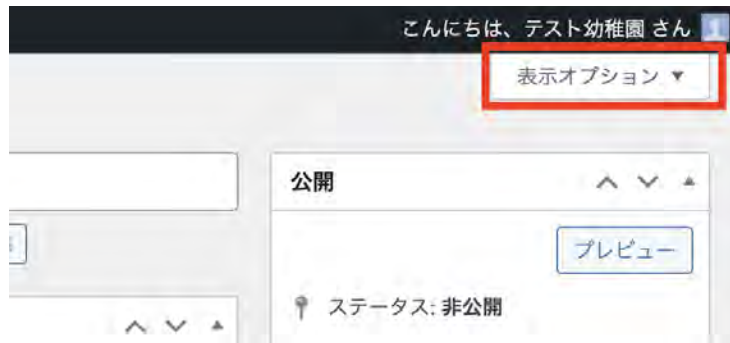 こんにちは、テスト幼稚園 さん
表示オプション ▼
公開
プレビュー
ステータス: 非公開